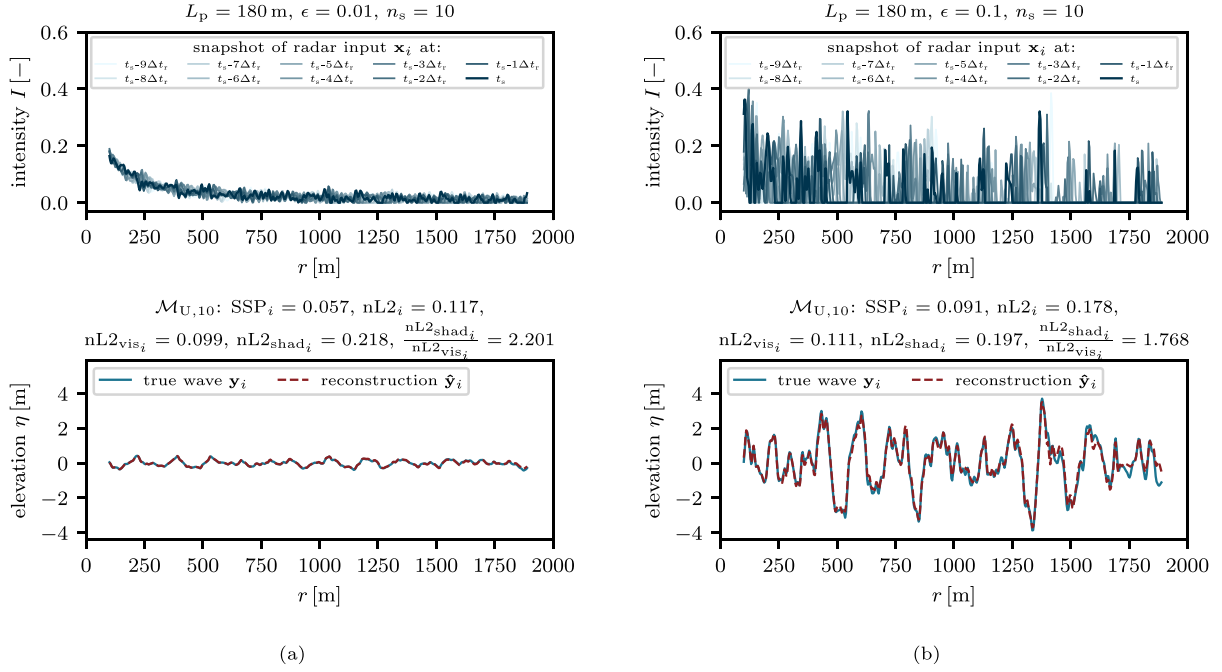 L_p = 180 m, ϵ = 0.01, n_s = 10
0.6
0.4
0.2
0.0
intensity I [−]
snapshot of radar input x_i at:
t_s-9Δt_r t_s-7Δt_r t_s-5Δt_r t_s-3Δt_r t_s-1Δt_r
t_s-8Δt_r t_s-6Δt_r t_s-4Δt_r t_s-2Δt_r t_s
0 250 500 750 1000 1250 1500 1750 2000
r [m]
M_U,10: SSP_i = 0.057, nL2_i = 0.117,
nL2_vis_i = 0.099, nL2_shad_i = 0.218, nL2_shad_i / nL2_vis_i = 2.201
true wave y_i reconstruction ŷ_i
4
2
0
−2
−4
elevation η [m]
0 250 500 750 1000 1250 1500 1750 2000
r [m]
(a)
L_p = 180 m, ϵ = 0.1, n_s = 10
0.6
0.4
0.2
0.0
intensity I [−]
snapshot of radar input x_i at:
t_s-9Δt_r t_s-7Δt_r t_s-5Δt_r t_s-3Δt_r t_s-1Δt_r
t_s-8Δt_r t_s-6Δt_r t_s-4Δt_r t_s-2Δt_r t_s
0 250 500 750 1000 1250 1500 1750 2000
r [m]
M_U,10: SSP_i = 0.091, nL2_i = 0.178,
nL2_vis_i = 0.111, nL2_shad_i = 0.197, nL2_shad_i / nL2_vis_i = 1.768
true wave y_i reconstruction ŷ_i
4
2
0
−2
−4
elevation η [m]
0 250 500 750 1000 1250 1500 1750 2000
r [m]
(b)